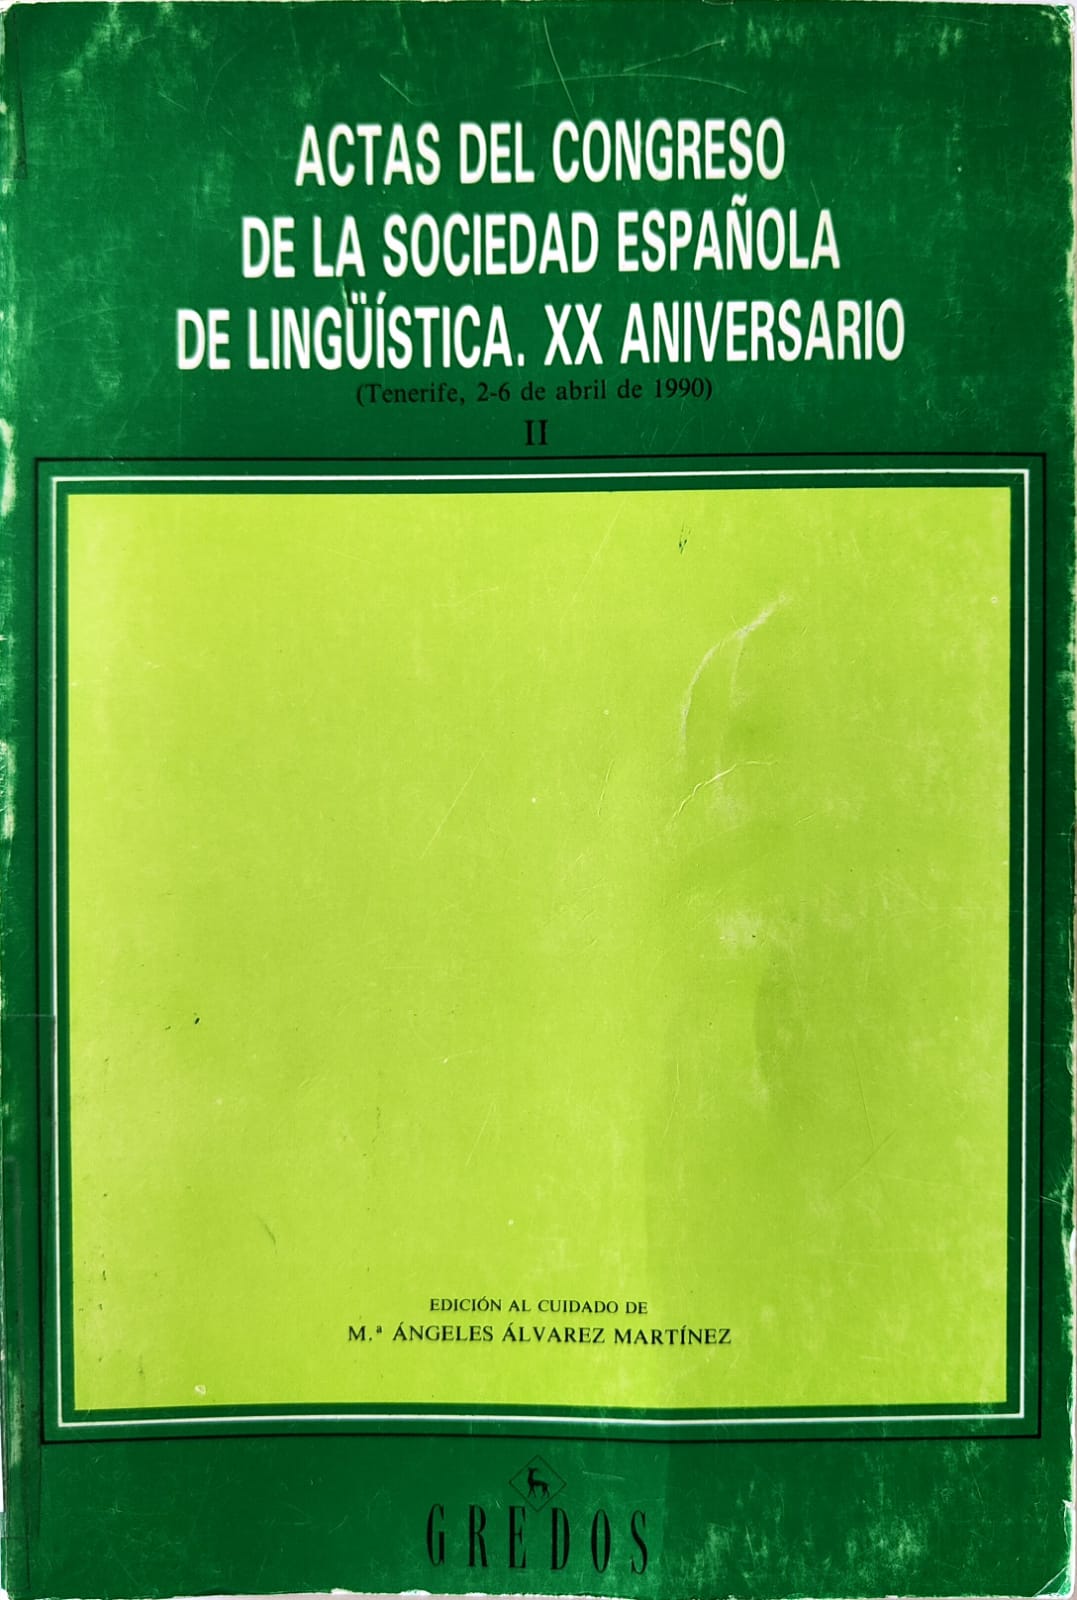 ACTAS DEL CONGRESO
DE LA SOCIEDAD ESPAÑOLA
DE LINGÜÍSTICA. XX ANIVERSARIO
(Tenerife, 2-6 de abril de 1990)
II
EDICIÓN AL CUIDADO DE
M.ª ÁNGELES ÁLVAREZ MARTÍNEZ
GREDOS